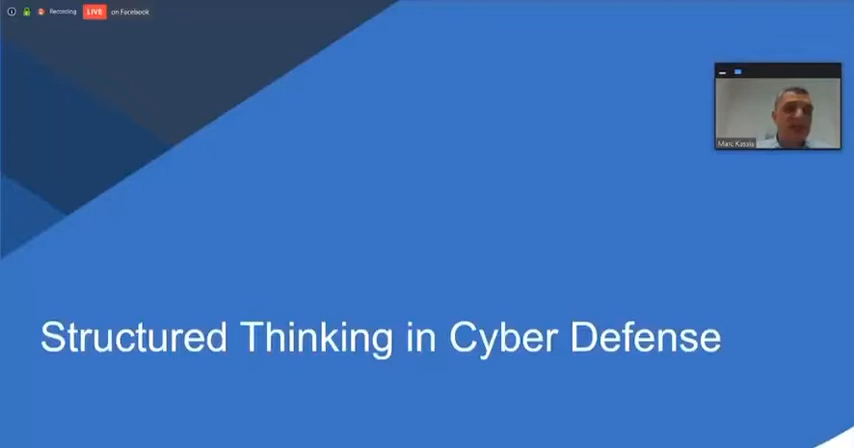 Recording LIVE on Facebook
Marc Kassis
Structured Thinking in Cyber Defense